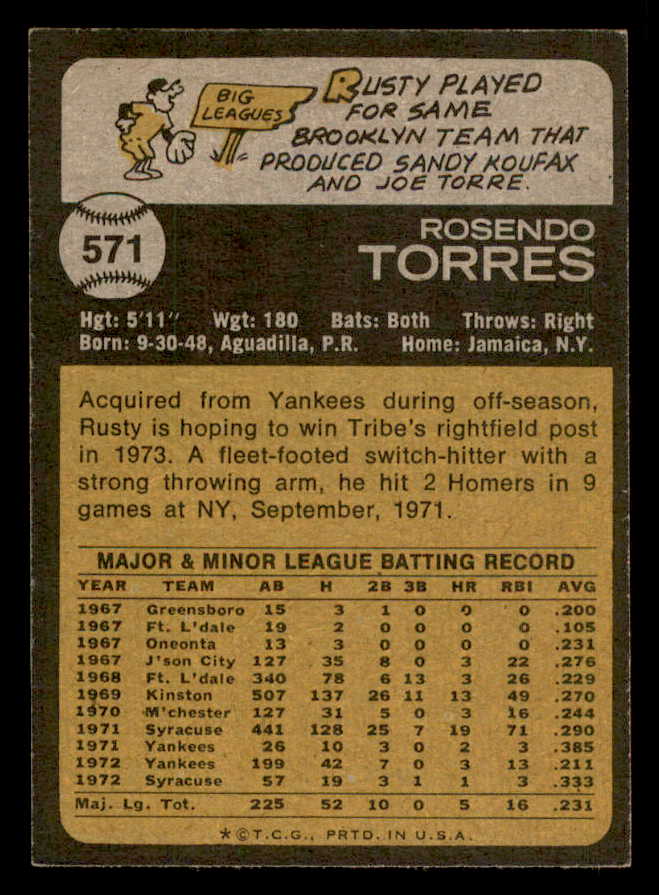 BIG
LEAGUES
RUSTY PLAYED
FOR SAME
BROOKLYN TEAM THAT
PRODUCED SANDY KOUFAX
AND JOE TORRE.
571
ROSENDO
TORRES
Hgt: 5'11" Wgt: 180 Bats: Both Throws: Right
Born: 9-30-48, Aguadilla, P.R. Home: Jamaica, N.Y.
Acquired from Yankees during off-season,
Rusty is hoping to win Tribe's rightfield post
in 1973. A fleet-footed switch-hitter with a
strong throwing arm, he hit 2 Homers in 9
games at NY, September, 1971.
MAJOR & MINOR LEAGUE BATTING RECORD
YEAR TEAM AB H 2B 3B HR RBI AVG
1967 Greensboro 15 3 1 0 0 0 .200
1967 Ft. L'dale 19 2 0 0 0 0 .105
1967 Oneonta 13 3 0 0 0 0 .231
1967 J'son City 127 35 8 0 3 22 .276
1968 Ft. L'dale 340 78 6 13 3 26 .229
1969 Kinston 507 137 26 11 13 49 .270
1970 M'chester 127 31 5 0 3 16 .244
1971 Syracuse 441 128 25 7 19 71 .290
1971 Yankees 26 10 3 0 2 3 .385
1972 Yankees 199 42 7 0 3 13 .211
1972 Syracuse 57 19 3 1 1 3 .333
Maj. Lg. Tot. 225 52 10 0 5 16 .231
*©T.C.G., PRTD. IN U.S.A.